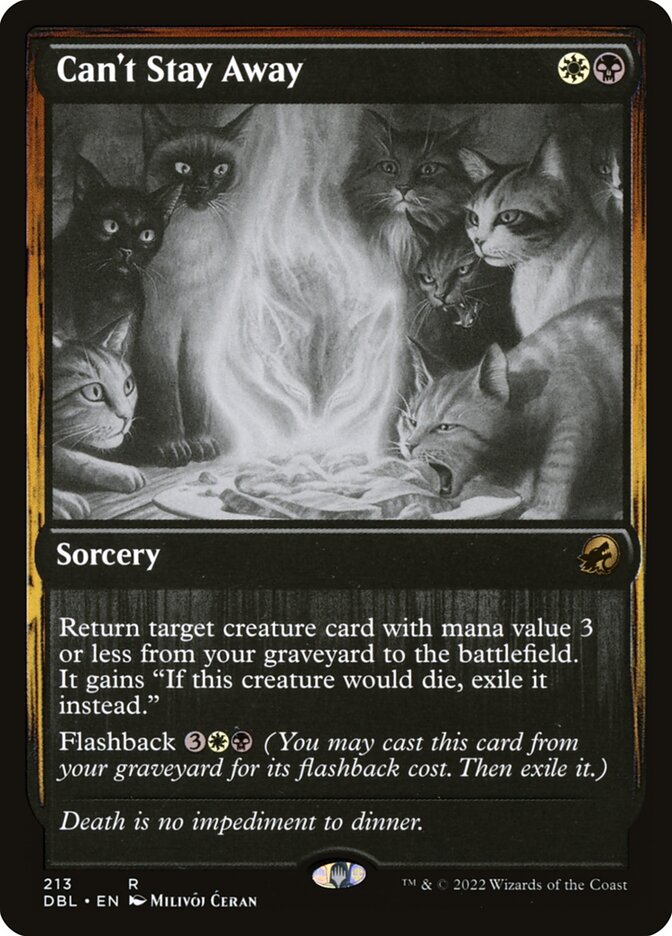 Can't Stay Away
Sorcery
Return target creature card with mana value 3
or less from your graveyard to the battlefield.
It gains “If this creature would die, exile it
instead.”
Flashback 3 (You may cast this card from
your graveyard for its flashback cost. Then exile it.)
Death is no impediment to dinner.
213 R
DBL • EN Milivoj Ćeran
™ & © 2022 Wizards of the Coast